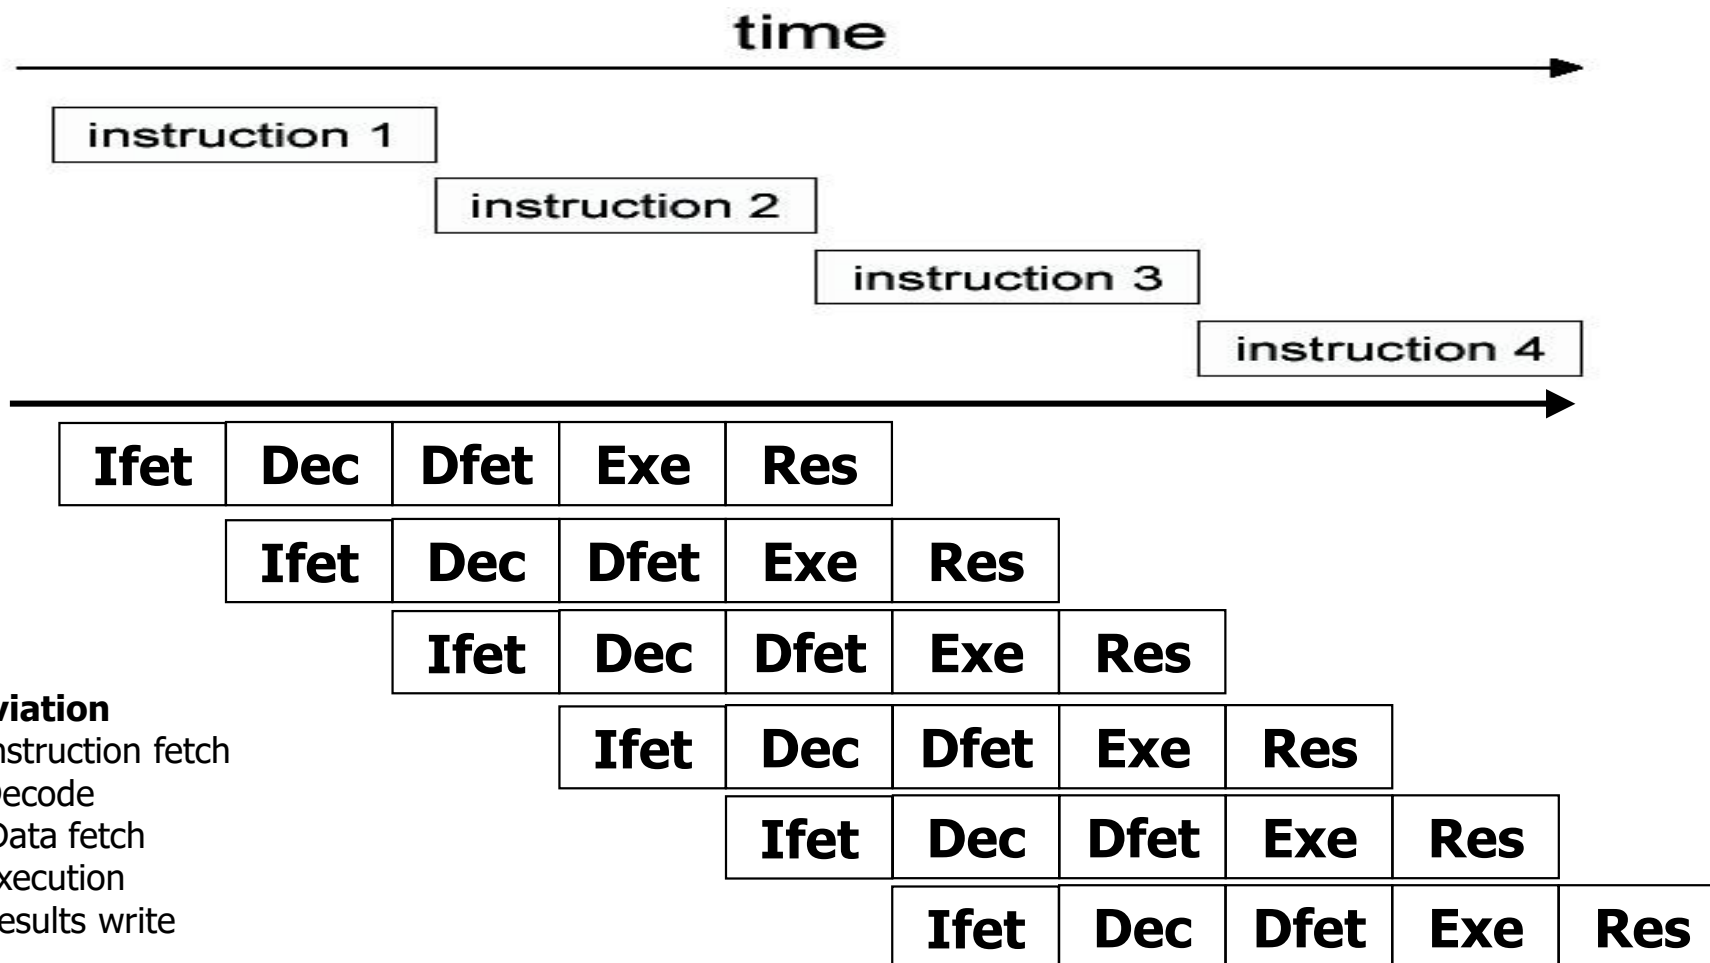 time
instruction 1
instruction 2
instruction 3
instruction 4
Ifet Dec Dfet Exe Res
Ifet Dec Dfet Exe Res
Ifet Dec Dfet Exe Res
viation
nstruction fetch
Ifet Dec Dfet Exe Res
ecode
Data fetch
Ifet Dec Dfet Exe Res
xecution
esults write
Ifet Dec Dfet Exe Res